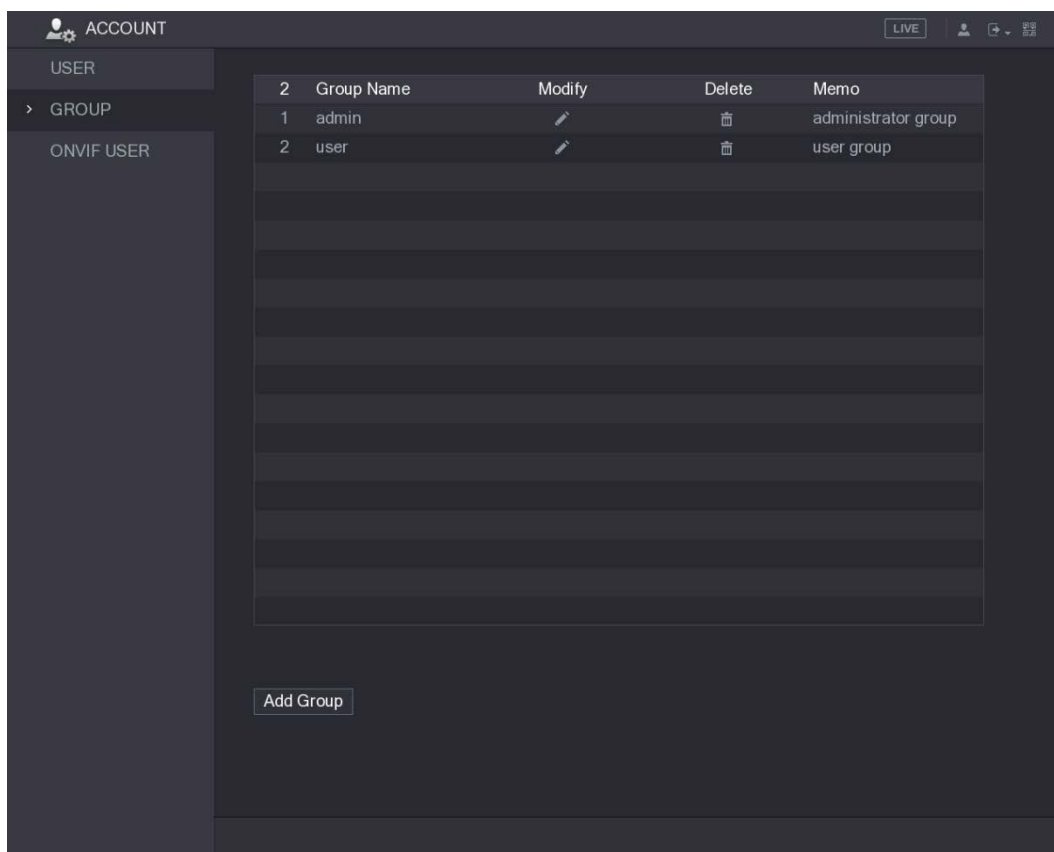 ACCOUNT
LIVE
USER
GROUP
ONVIF USER
2 Group Name Modify Delete Memo
1 admin administrator group
2 user user group
Add Group